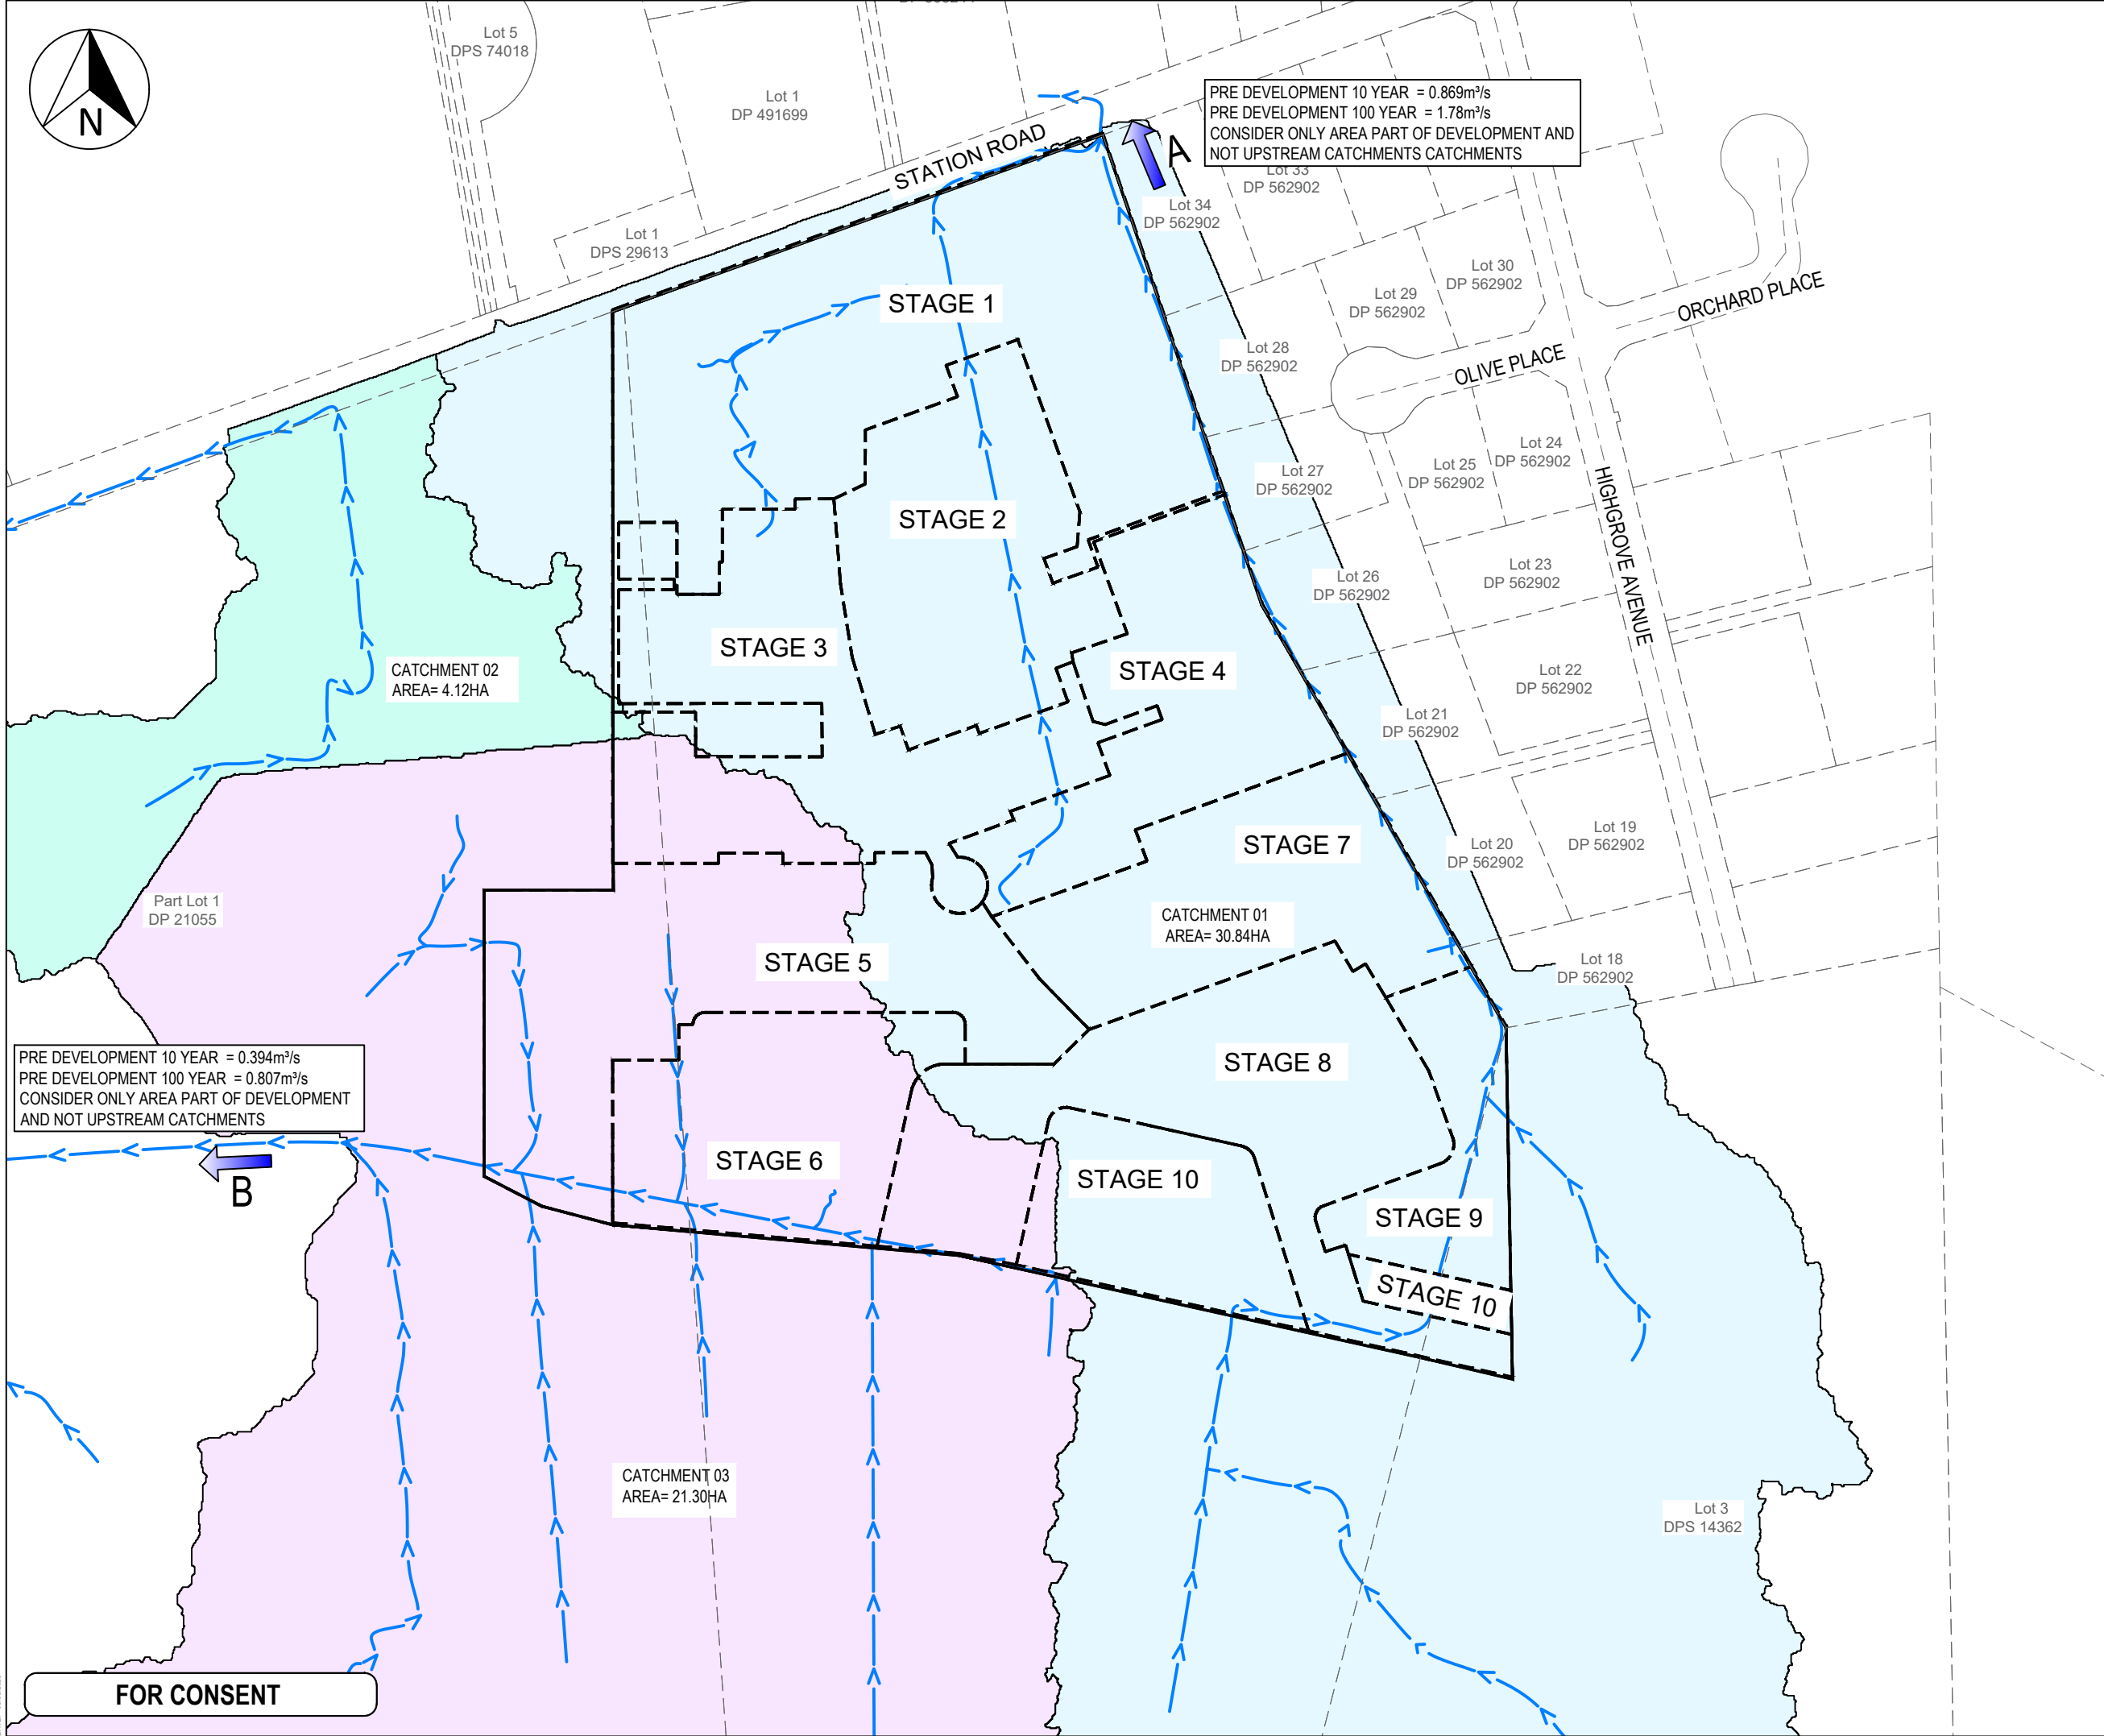 Lot 5
DPS 74018
N
Lot 1
DP 491699
STATION ROAD
Lot 1
DPS 29613
PRE DEVELOPMENT 10 YEAR = 0.869m³/s
PRE DEVELOPMENT 100 YEAR = 1.78m³/s
CONSIDER ONLY AREA PART OF DEVELOPMENT AND
NOT UPSTREAM CATCHMENTS CATCHMENTS
A
Lot 33
DP 562902
Lot 34
DP 562902
Lot 30
DP 562902
Lot 29
DP 562902
ORCHARD PLACE
OLIVE PLACE
Lot 28
DP 562902
STAGE 1
Lot 24
DP 562902
Lot 25
DP 562902
Lot 27
DP 562902
HIGHGROVE AVENUE
STAGE 2
Lot 23
DP 562902
Lot 26
DP 562902
STAGE 3
STAGE 4
CATCHMENT 02
AREA= 4.12HA
Lot 22
DP 562902
Lot 21
DP 562902
STAGE 7
Lot 20
DP 562902
Lot 19
DP 562902
Part Lot 1
DP 21055
CATCHMENT 01
AREA= 30.84HA
STAGE 5
Lot 18
DP 562902
PRE DEVELOPMENT 10 YEAR = 0.394m³/s
PRE DEVELOPMENT 100 YEAR = 0.807m³/s
CONSIDER ONLY AREA PART OF DEVELOPMENT
AND NOT UPSTREAM CATCHMENTS
B
STAGE 8
STAGE 6
STAGE 10
STAGE 9
STAGE 10
CATCHMENT 03
AREA= 21.30HA
Lot 3
DPS 14362
FOR CONSENT